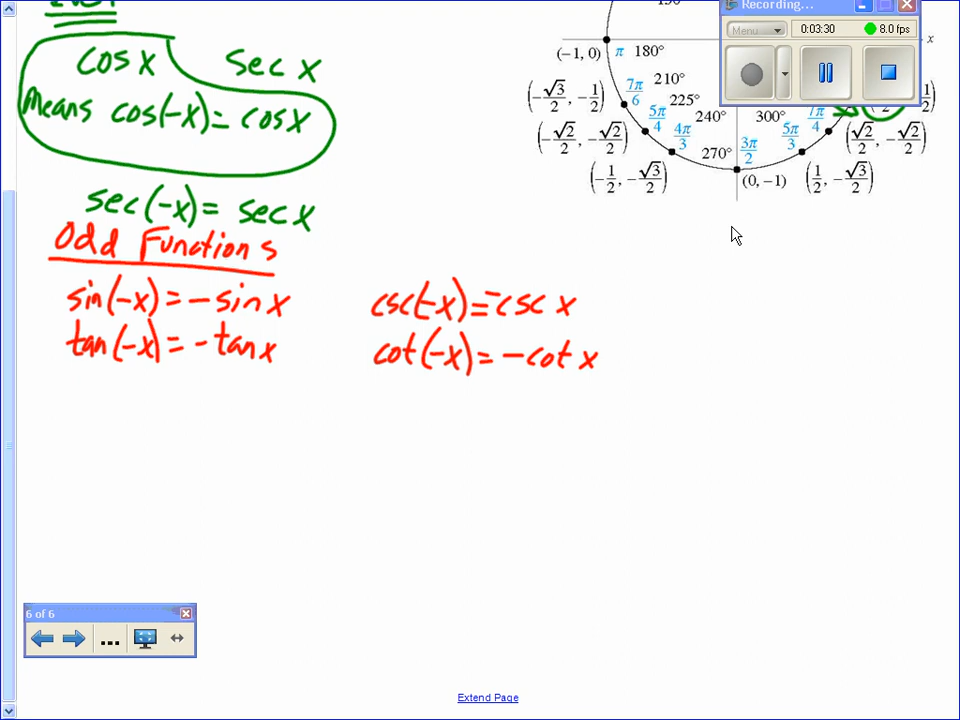 cos x sec x
Means cos(-x) = cos x
sec(-x) = sec x
Odd Functions
sin(-x) = - sin x
csc(-x) = - csc x
tan(-x) = - tan x
cot(-x) = - cot x
Recording...
Menu
0:03:30
8.0 fps
x
(-1, 0)
π 180°
210°
7π/6
(-√3/2, -1/2)
225°
5π/4
(-√2/2, -√2/2)
240°
4π/3
(-1/2, -√3/2)
270°
3π/2
(0, -1)
300°
5π/3
(1/2, -√3/2)
7π/4
(√2/2, -√2/2)
6 of 6
...
Extend Page